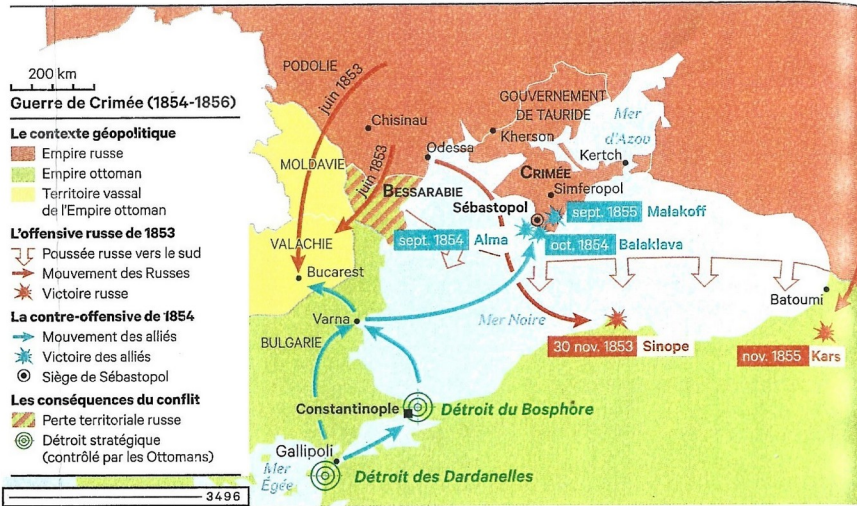 200 km
Guerre de Crimée (1854-1856)
Le contexte géopolitique
Empire russe
Empire ottoman
Territoire vassal
de l'Empire ottoman
L'offensive russe de 1853
Poussée russe vers le sud
Mouvement des Russes
Victoire russe
La contre-offensive de 1854
Mouvement des alliés
Victoire des alliés
Siège de Sébastopol
Les conséquences du conflit
Perte territoriale russe
Détroit stratégique
(contrôlé par les Ottomans)
3496
PODOLIE
juin 1853
Chisinau
MOLDAVIE
juin 1853
BESSARABIE
Odessa
GOUVERNEMENT
DE TAURIDE
Kherson
Mer
d'Azov
Kertch
CRIMÉE
Simferopol
Sébastopol
sept. 1855 Malakoff
sept. 1854 Alma
oct. 1854 Balaklava
VALACHIE
Bucarest
Varna
BULGARIE
Mer Noire
Batoumi
30 nov. 1853 Sinope
nov. 1855 Kars
Constantinople
Détroit du Bosphore
Gallipoli
Mer
Égée
Détroit des Dardanelles